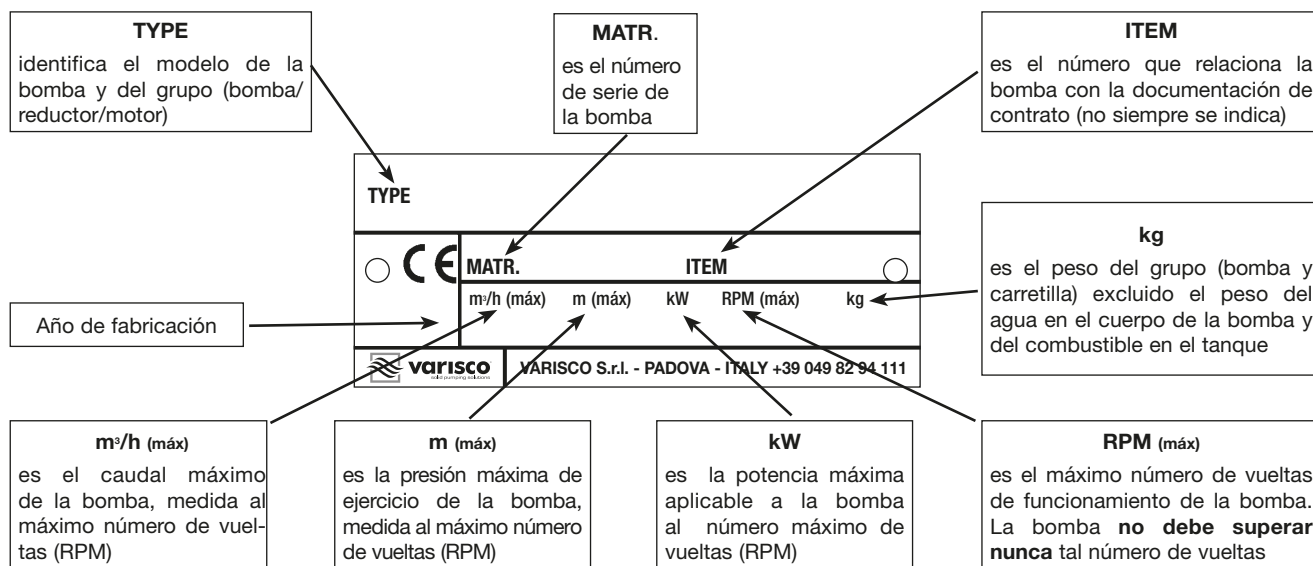 TYPE
identifica el modelo de la
bomba y del grupo (bomba/
reductor/motor)
MATR.
es el número
de serie de
la bomba
ITEM
es el número que relaciona la
bomba con la documentación de
contrato (no siempre se indica)
TYPE
CE
MATR. ITEM
m³/h (máx) m (máx) kW RPM (máx) kg
varisco
solid pumping solutions
VARISCO S.r.l. - PADOVA - ITALY +39 049 82 94 111
Año de fabricación
kg
es el peso del grupo (bomba y
carretilla) excluido el peso del
agua en el cuerpo de la bomba y
del combustible en el tanque
m³/h (máx)
es el caudal máximo
de la bomba, medida al
máximo número de vuel-
tas (RPM)
m (máx)
es la presión máxima de
ejercicio de la bomba,
medida al máximo número
de vueltas (RPM)
kW
es la potencia máxima
aplicable a la bomba
al número máximo de
vueltas (RPM)
RPM (máx)
es el máximo número de vueltas
de funcionamiento de la bomba.
La bomba no debe superar
nunca tal número de vueltas